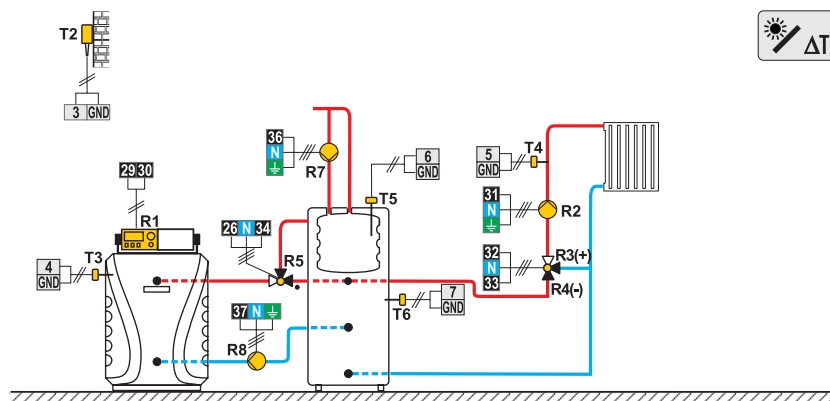 T2
3 GND
ΔT
36
N
R7
6
GND
T5
5
GND
T4
29 30
R1
31
N
R2
26 N 34
R5
32
N
33
R3(+)
R4(-)
4
GND
T3
7
GND
T6
37 N
R8